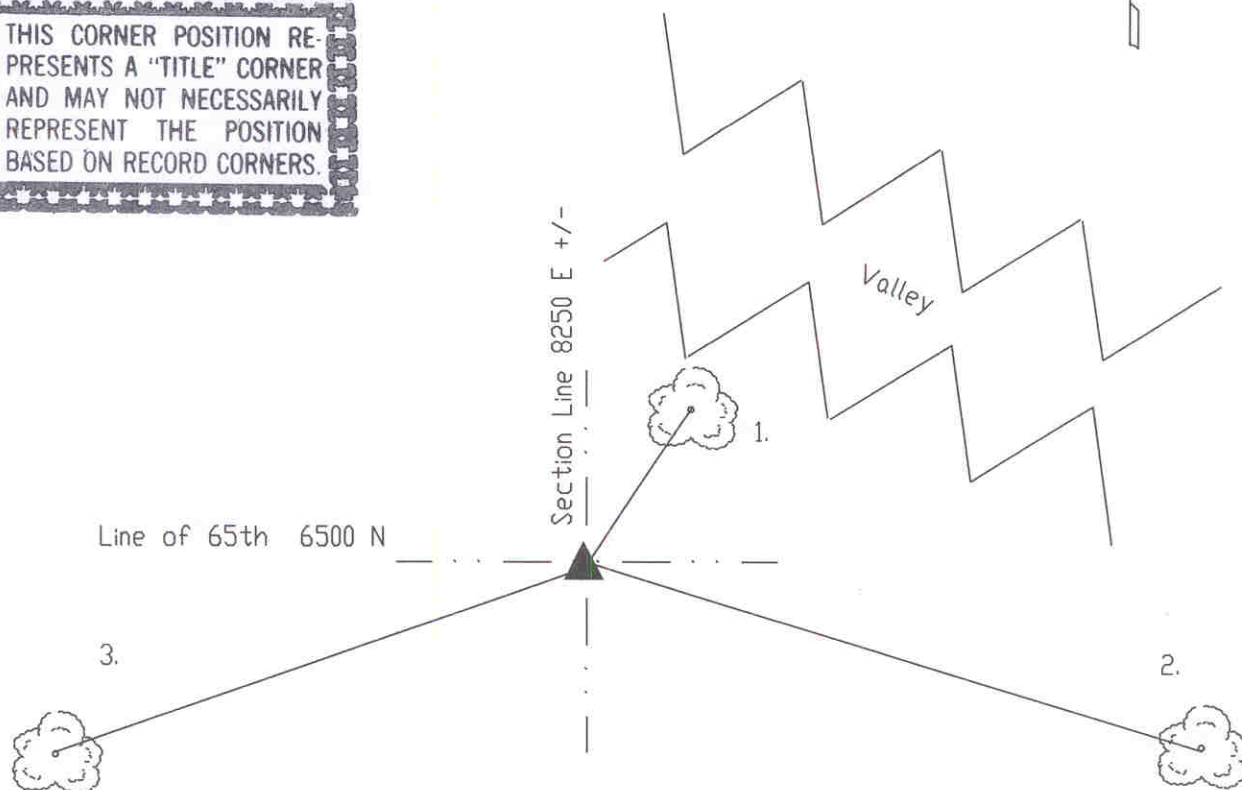 THIS CORNER POSITION RE-
PRESENTS A "TITLE" CORNER
AND MAY NOT NECESSARILY
REPRESENT THE POSITION
BASED ON RECORD CORNERS.
Valley
Section Line 8250 E +/-
1.
Line of 65th 6500 N
3.
2.